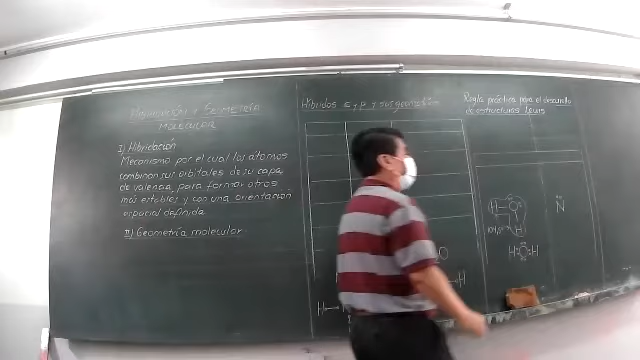 Hibridación y Geometría
Molecular
I) Hibridación
Mecanismo por el cual los átomos
combinan sus orbitales de su capa
de valencia para formar otros
más estables y con una orientación
espacial definida
II) Geometría molecular
Híbridos s y p y su geometría
Regla práctica para el desarrollo
de estructuras Lewis
H O
H
N
H O H
H
H
O